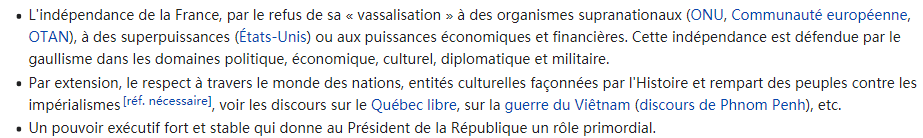 • L'indépendance de la France, par le refus de sa « vassalisation » à des organismes supranationaux (ONU, Communauté européenne,
OTAN), à des superpuissances (États-Unis) ou aux puissances économiques et financières. Cette indépendance est défendue par le
gaullisme dans les domaines politique, économique, culturel, diplomatique et militaire.
• Par extension, le respect à travers le monde des nations, entités culturelles façonnées par l'Histoire et rempart des peuples contre les
impérialismes [réf. nécessaire], voir les discours sur le Québec libre, sur la guerre du Viêtnam (discours de Phnom Penh), etc.
• Un pouvoir exécutif fort et stable qui donne au Président de la République un rôle primordial.